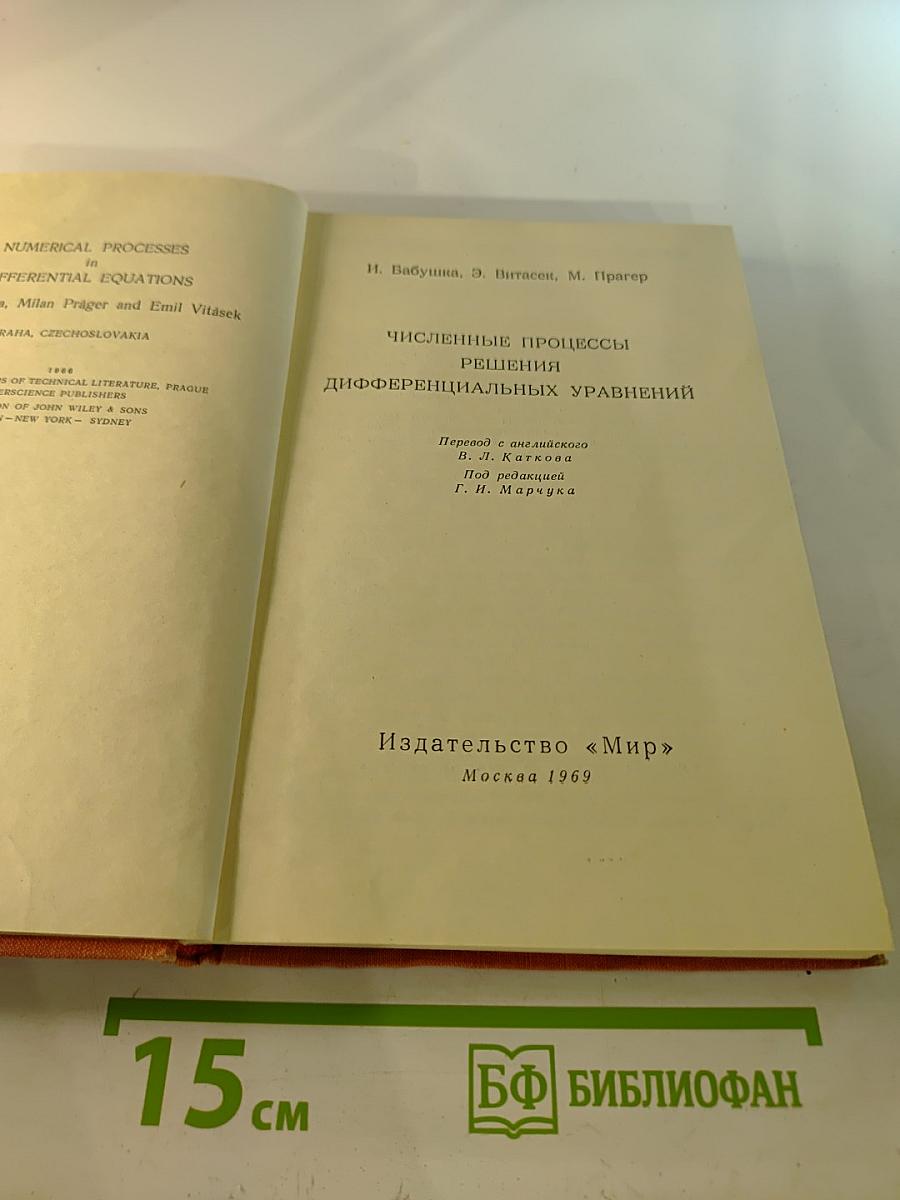 NUMERICAL PROCESSES
in
FFERENTIAL EQUATIONS
a, Milan Práger and Emil Vitásek
RAHA, CZECHOSLOVAKIA
1966
RS OF TECHNICAL LITERATURE, PRAGUE
ERSCIENCE PUBLISHERS
ON OF JOHN WILEY & SONS
N — NEW YORK — SYDNEY
И. Бабушка, Э. Витасек, М. Прагер
ЧИСЛЕННЫЕ ПРОЦЕССЫ
РЕШЕНИЯ
ДИФФЕРЕНЦИАЛЬНЫХ УРАВНЕНИЙ
Перевод с английского
В. Л. Каткова
Под редакцией
Г. И. Марчука
Издательство «Мир»
Москва 1969
15 см
БФ БИБЛИОФАН